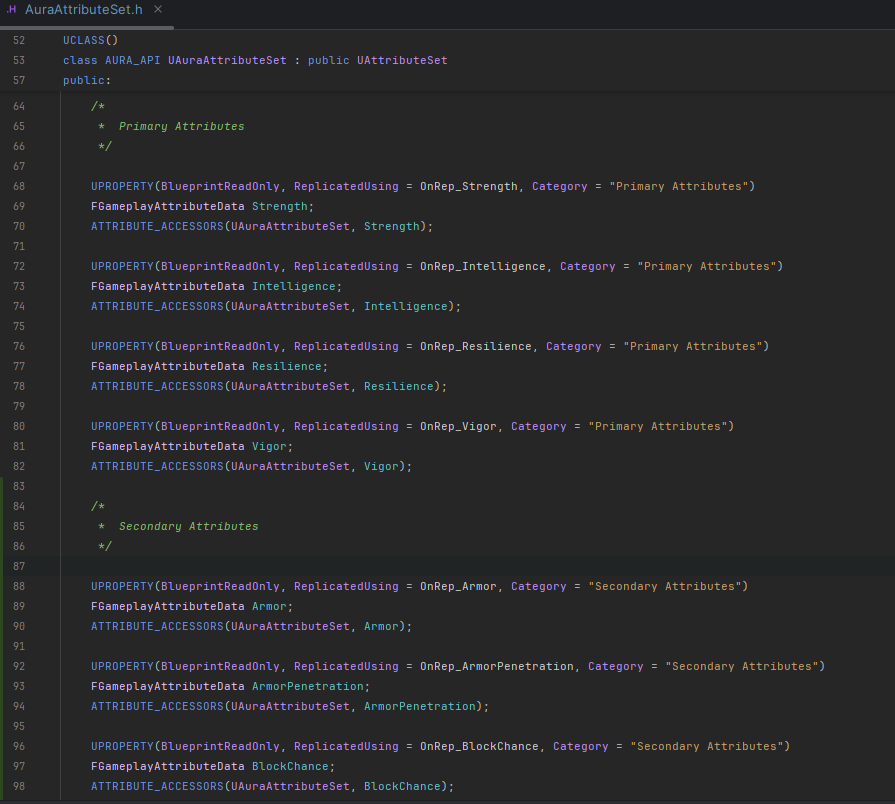 .H AuraAttributeSet.h ×
52 UCLASS()
53 class AURA_API UAuraAttributeSet : public UAttributeSet
57 public:
64 /*
65 * Primary Attributes
66 */
67
68 UPROPERTY(BlueprintReadOnly, ReplicatedUsing = OnRep_Strength, Category = "Primary Attributes")
69 FGameplayAttributeData Strength;
70 ATTRIBUTE_ACCESSORS(UAuraAttributeSet, Strength);
71
72 UPROPERTY(BlueprintReadOnly, ReplicatedUsing = OnRep_Intelligence, Category = "Primary Attributes")
73 FGameplayAttributeData Intelligence;
74 ATTRIBUTE_ACCESSORS(UAuraAttributeSet, Intelligence);
75
76 UPROPERTY(BlueprintReadOnly, ReplicatedUsing = OnRep_Resilience, Category = "Primary Attributes")
77 FGameplayAttributeData Resilience;
78 ATTRIBUTE_ACCESSORS(UAuraAttributeSet, Resilience);
79
80 UPROPERTY(BlueprintReadOnly, ReplicatedUsing = OnRep_Vigor, Category = "Primary Attributes")
81 FGameplayAttributeData Vigor;
82 ATTRIBUTE_ACCESSORS(UAuraAttributeSet, Vigor);
83
84 /*
85 * Secondary Attributes
86 */
87
88 UPROPERTY(BlueprintReadOnly, ReplicatedUsing = OnRep_Armor, Category = "Secondary Attributes")
89 FGameplayAttributeData Armor;
90 ATTRIBUTE_ACCESSORS(UAuraAttributeSet, Armor);
91
92 UPROPERTY(BlueprintReadOnly, ReplicatedUsing = OnRep_ArmorPenetration, Category = "Secondary Attributes")
93 FGameplayAttributeData ArmorPenetration;
94 ATTRIBUTE_ACCESSORS(UAuraAttributeSet, ArmorPenetration);
95
96 UPROPERTY(BlueprintReadOnly, ReplicatedUsing = OnRep_BlockChance, Category = "Secondary Attributes")
97 FGameplayAttributeData BlockChance;
98 ATTRIBUTE_ACCESSORS(UAuraAttributeSet, BlockChance);